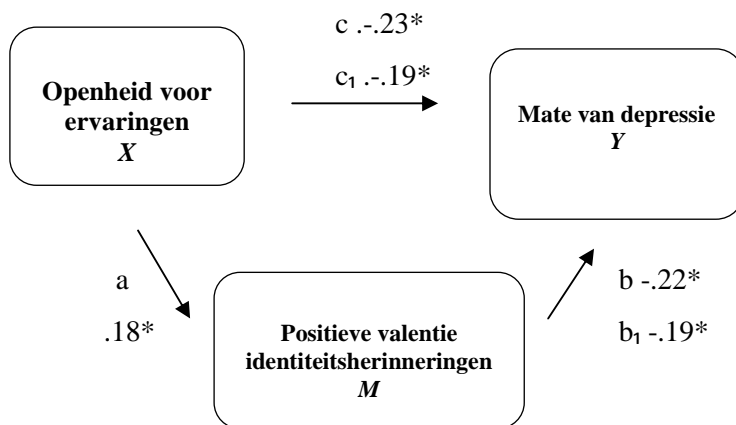 c .-.23*
c₁ .-.19*
Openheid voor
ervaringen
X
Mate van depressie
Y
a
.18*
Positieve valentie
identiteitsherinneringen
M
b -.22*
b₁ -.19*